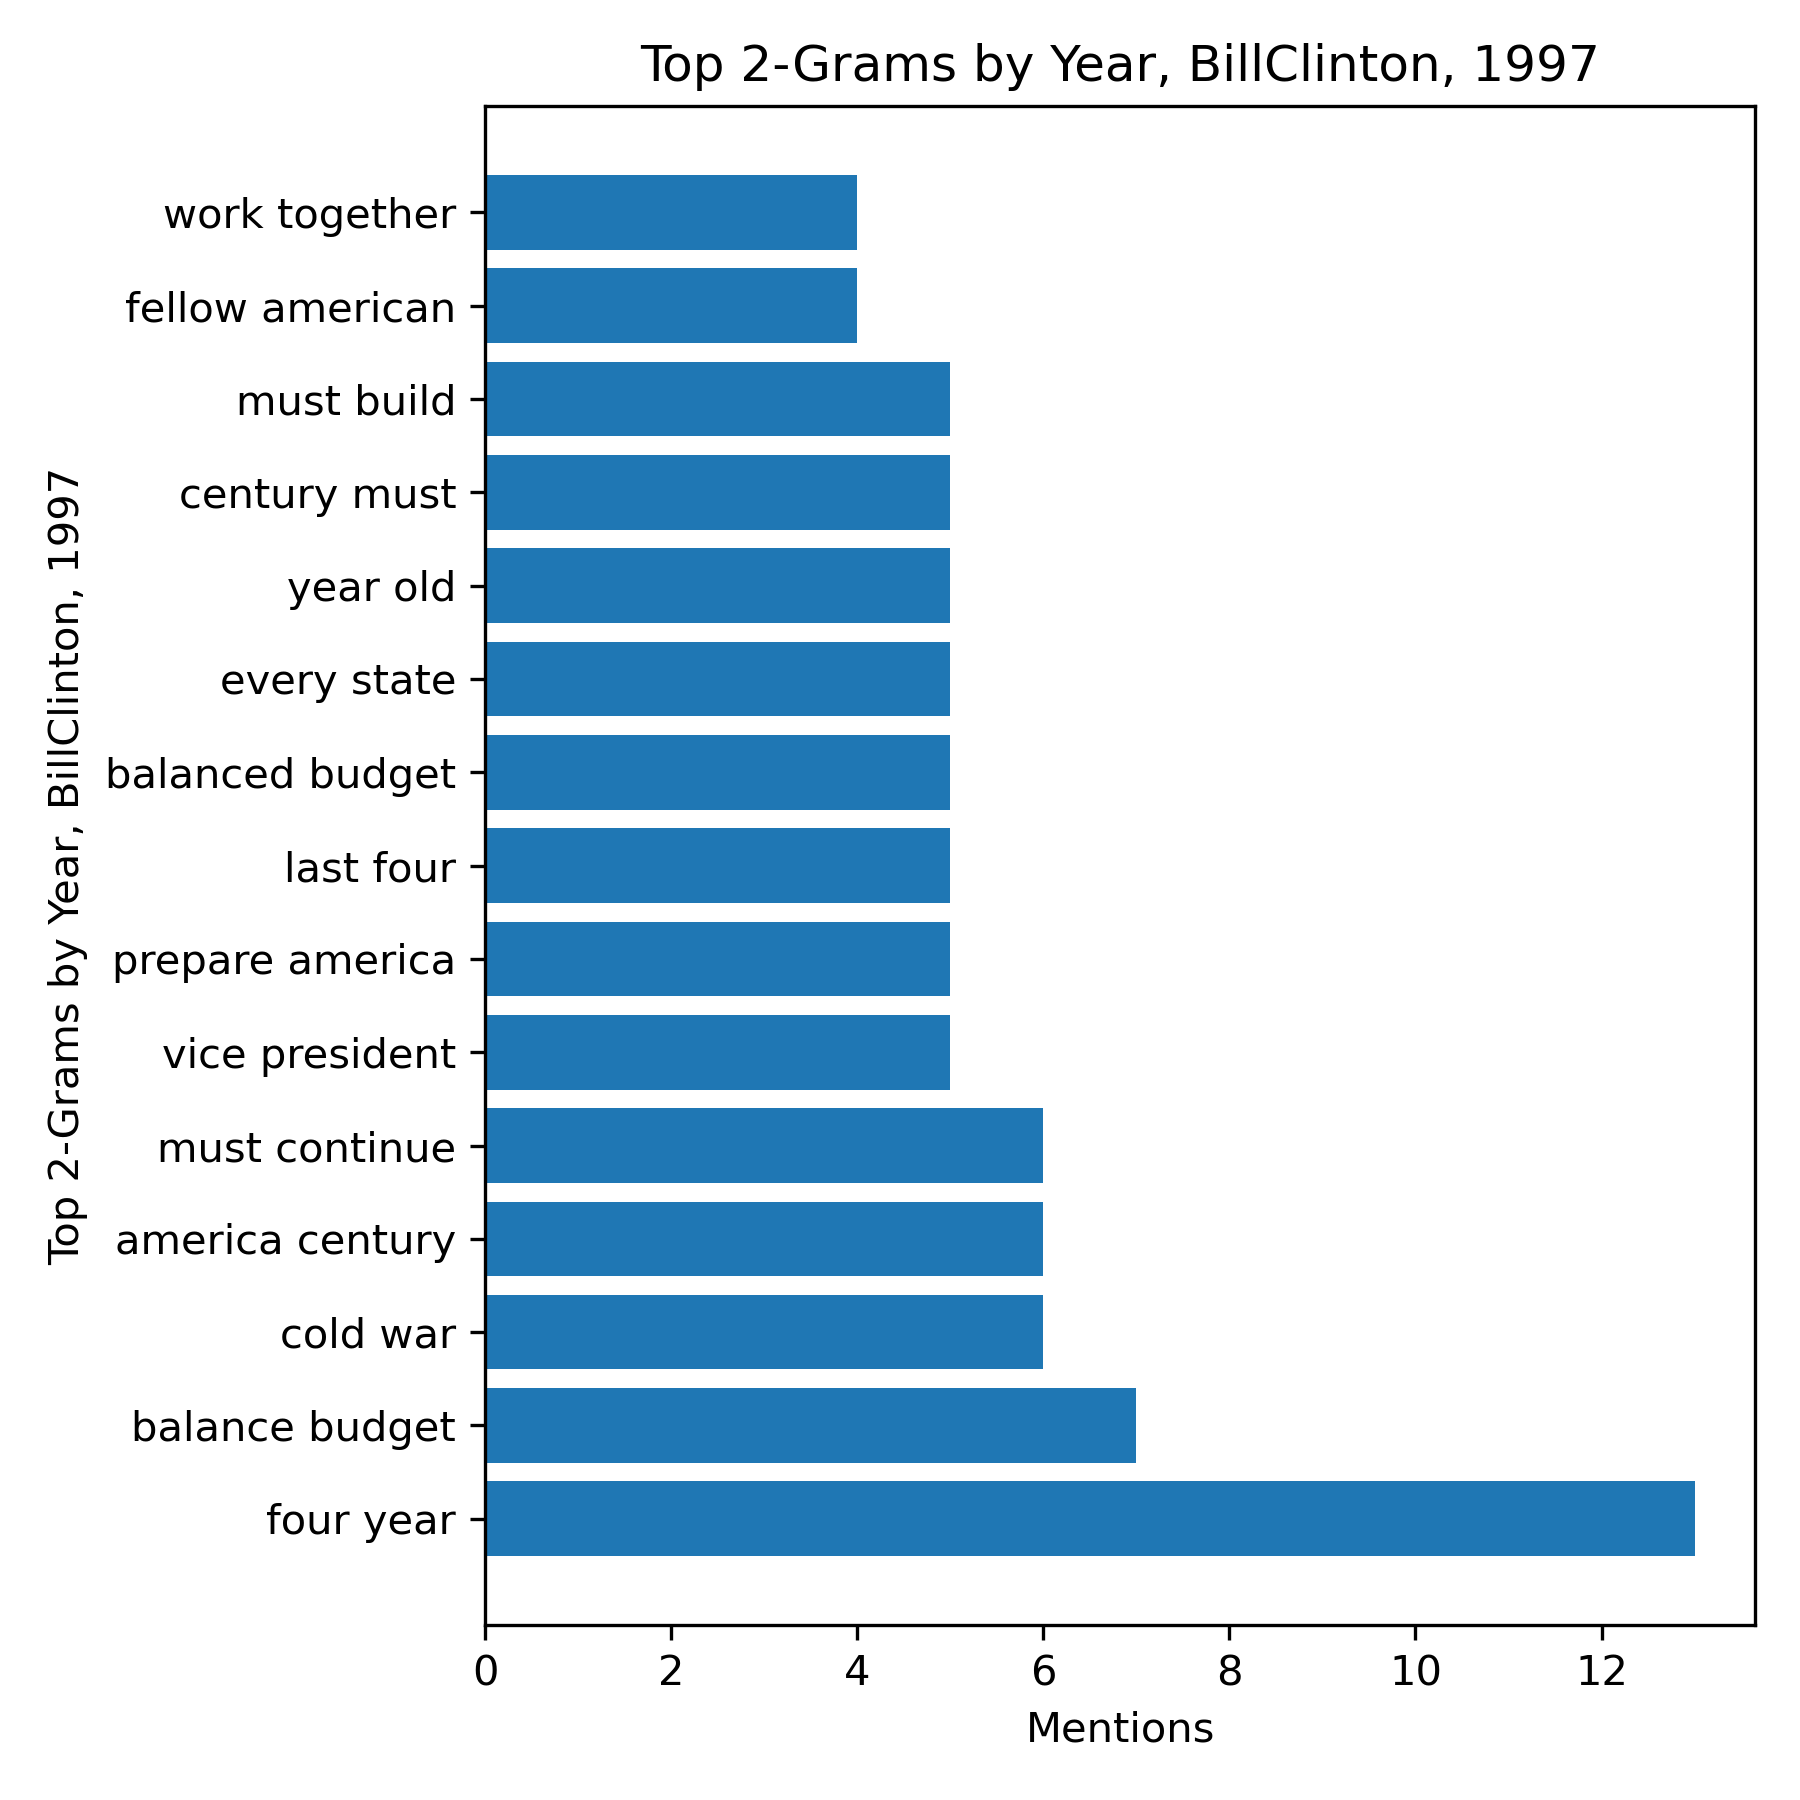 Top 2-Grams by Year, BillClinton, 1997
work together
fellow american
must build
century must
year old
every state
balanced budget
last four
prepare america
vice president
must continue
america century
cold war
balance budget
four year
Top 2-Grams by Year, BillClinton, 1997
0 2 4 6 8 10 12
Mentions